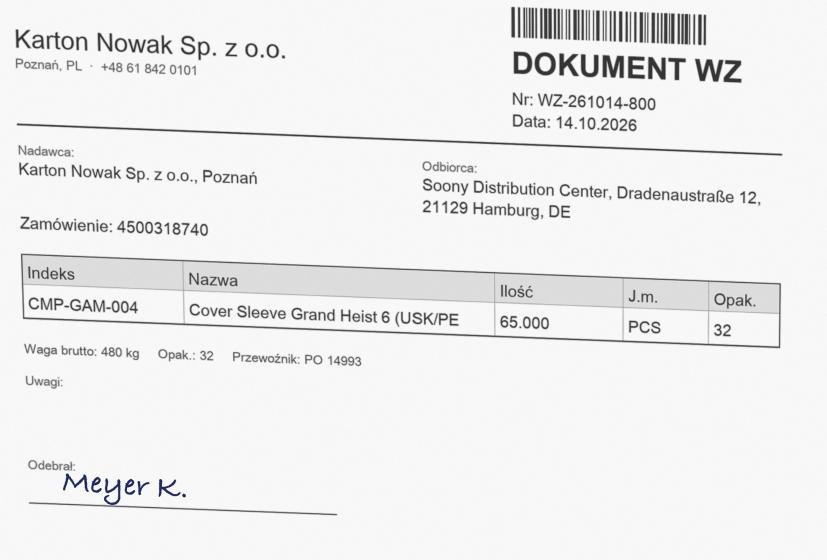 Karton Nowak Sp. z o.o.
Poznań, PL · +48 61 842 0101
DOKUMENT WZ
Nr: WZ-261014-800
Data: 14.10.2026
Nadawca:
Karton Nowak Sp. z o.o., Poznań
Odbiorca:
Soony Distribution Center, Dradenaustraße 12,
21129 Hamburg, DE
Zamówienie: 4500318740
Indeks Nazwa Ilość J.m. Opak.
CMP-GAM-004 Cover Sleeve Grand Heist 6 (USK/PE 65.000 PCS 32
Waga brutto: 480 kg Opak.: 32 Przewoźnik: PO 14993
Uwagi:
Odebrał:
Meyer K.